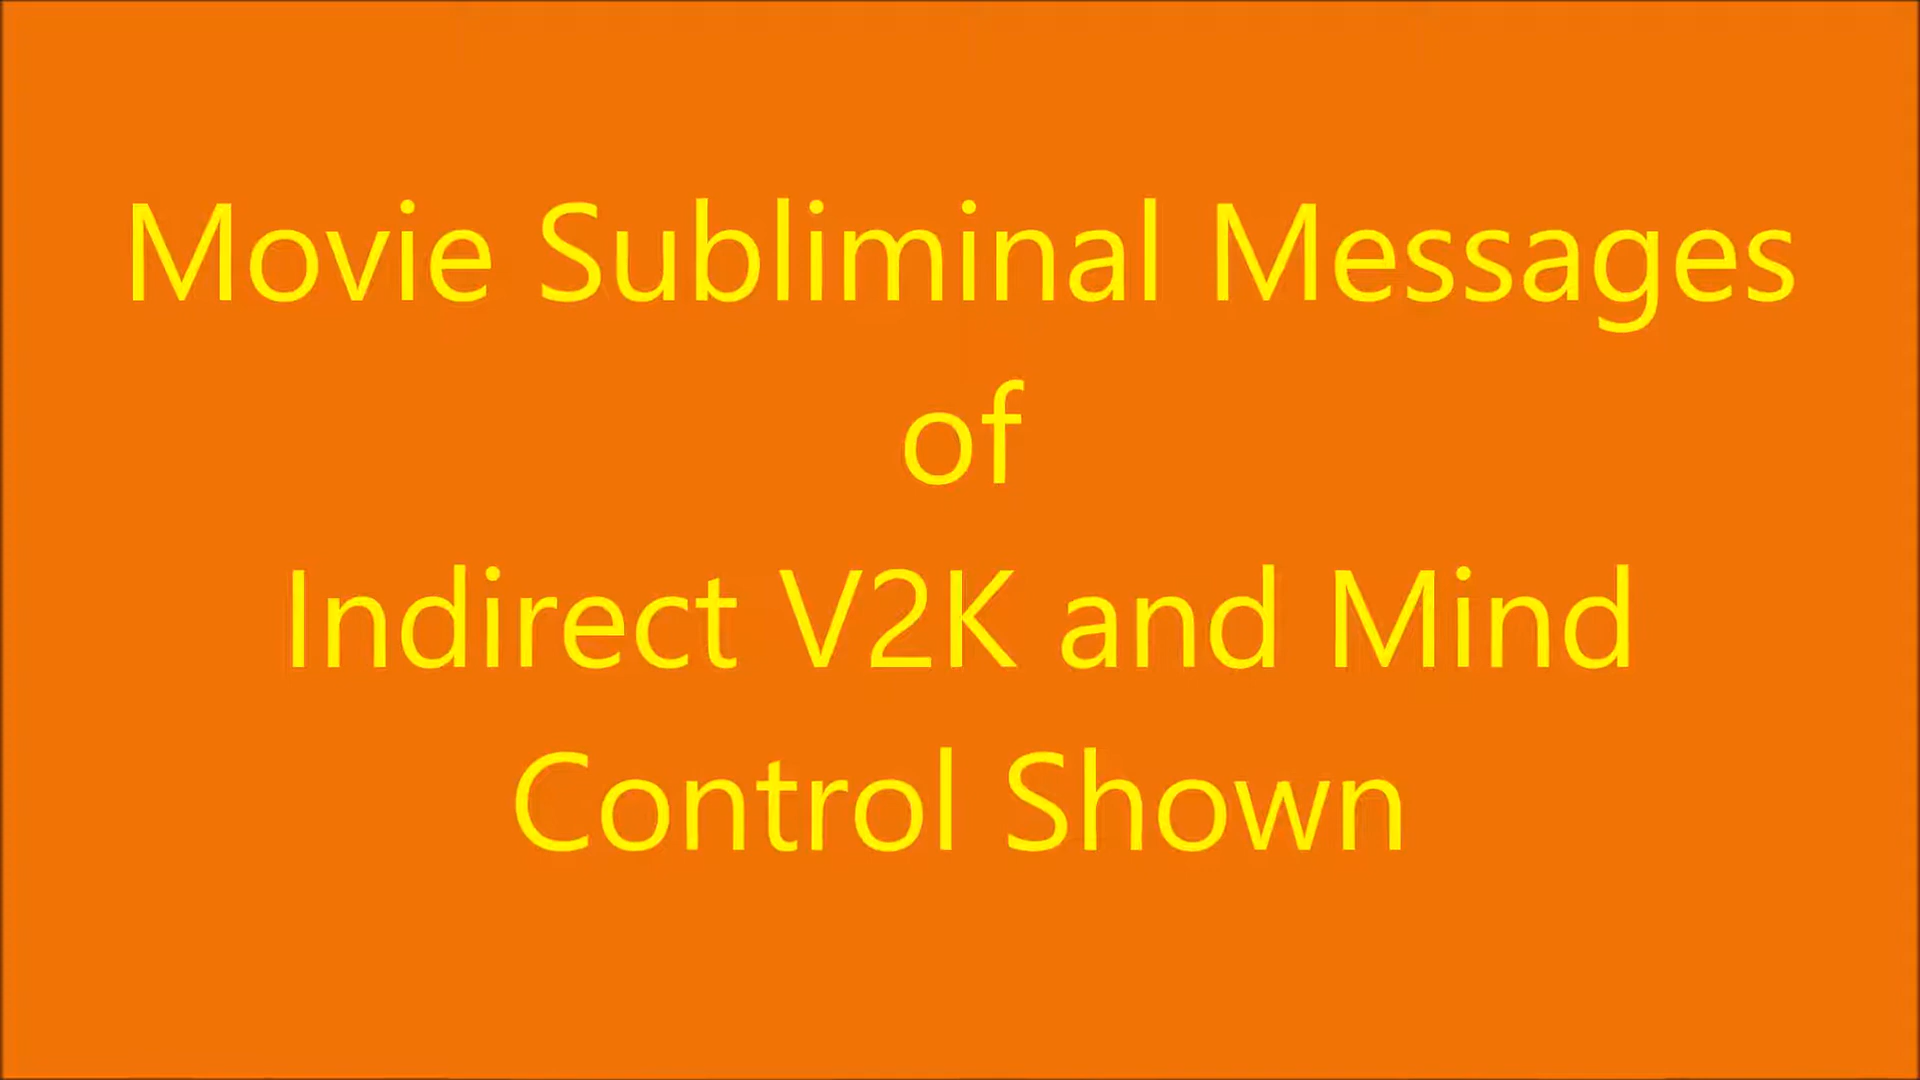 Movie Subliminal Messages
of
Indirect V2K and Mind
Control Shown